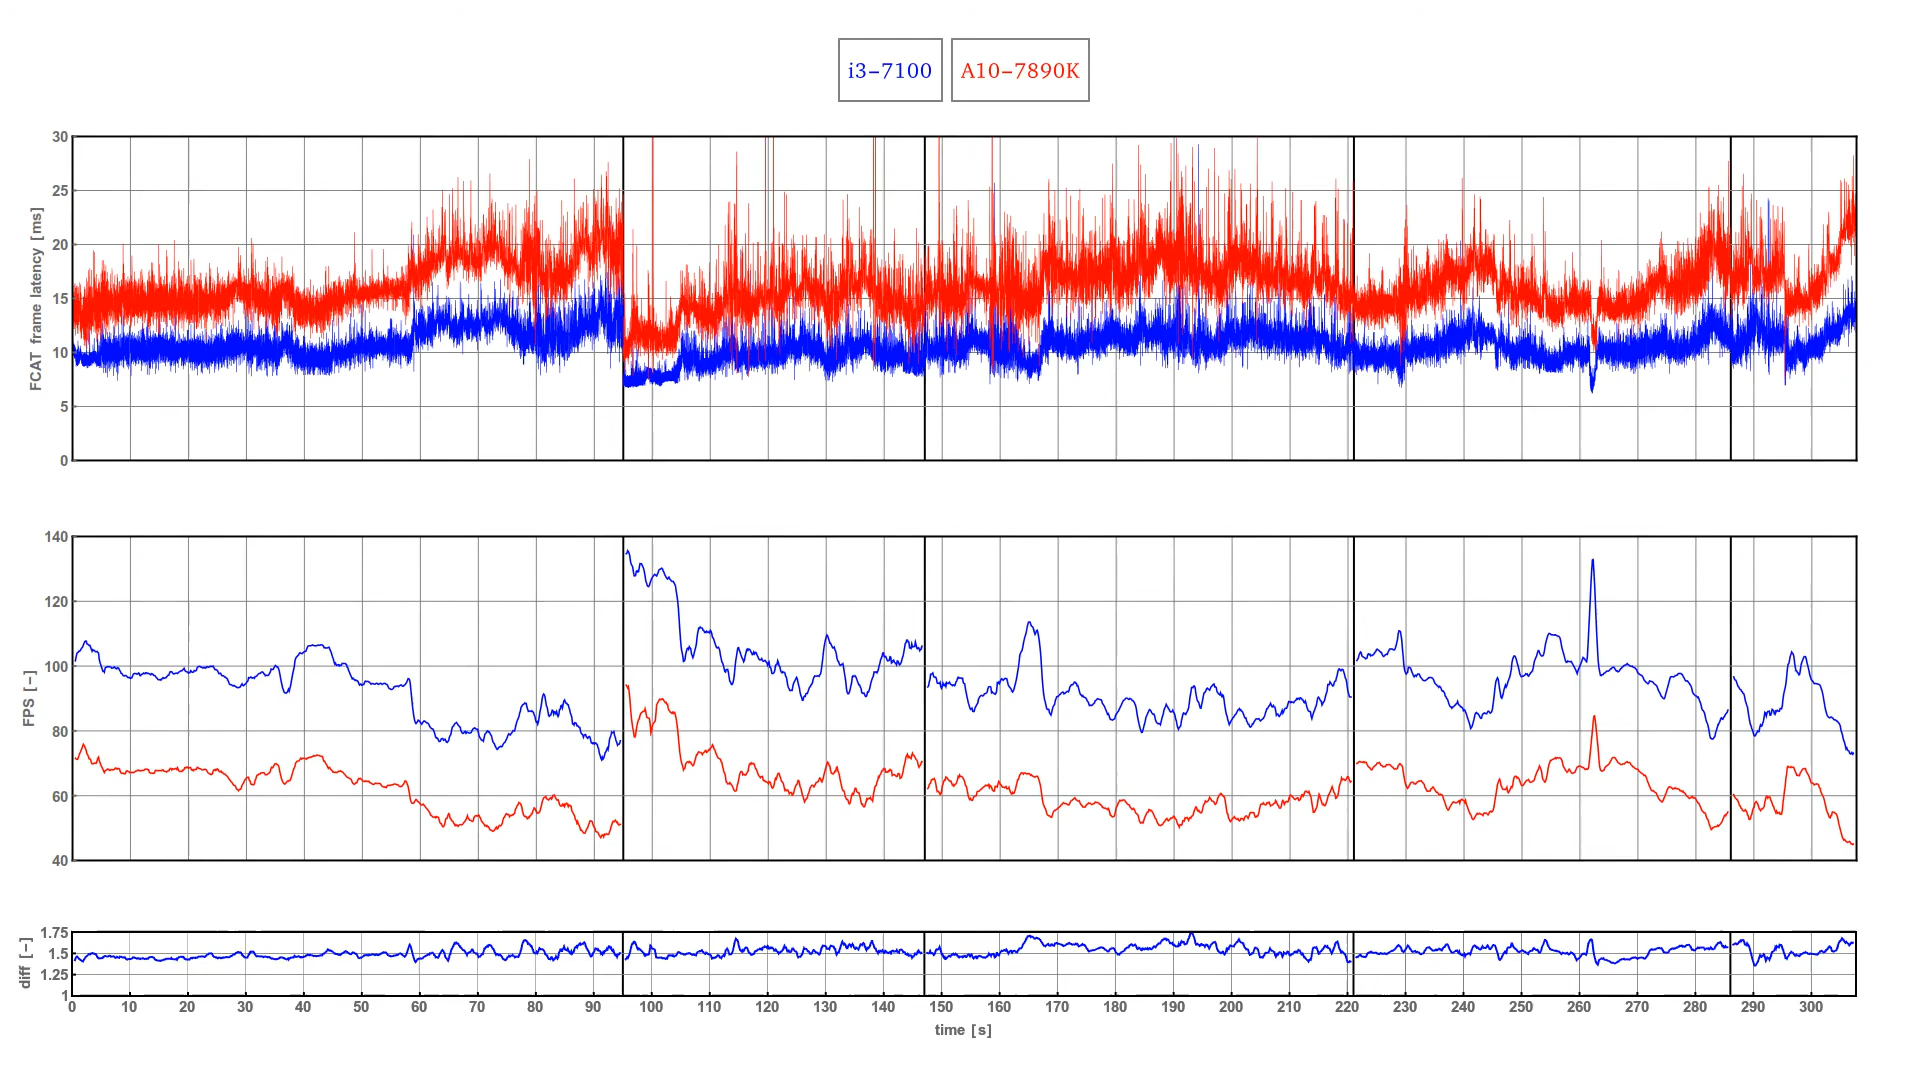 i3-7100 A10-7890K
30
25
20
15
10
5
0
FCAT frame latency [ms]
140
120
100
80
60
40
FPS [-]
1.75
1.5
1.25
1
diff [-]
0 10 20 30 40 50 60 70 80 90 100 110 120 130 140 150 160 170 180 190 200 210 220 230 240 250 260 270 280 290 300
time [s]